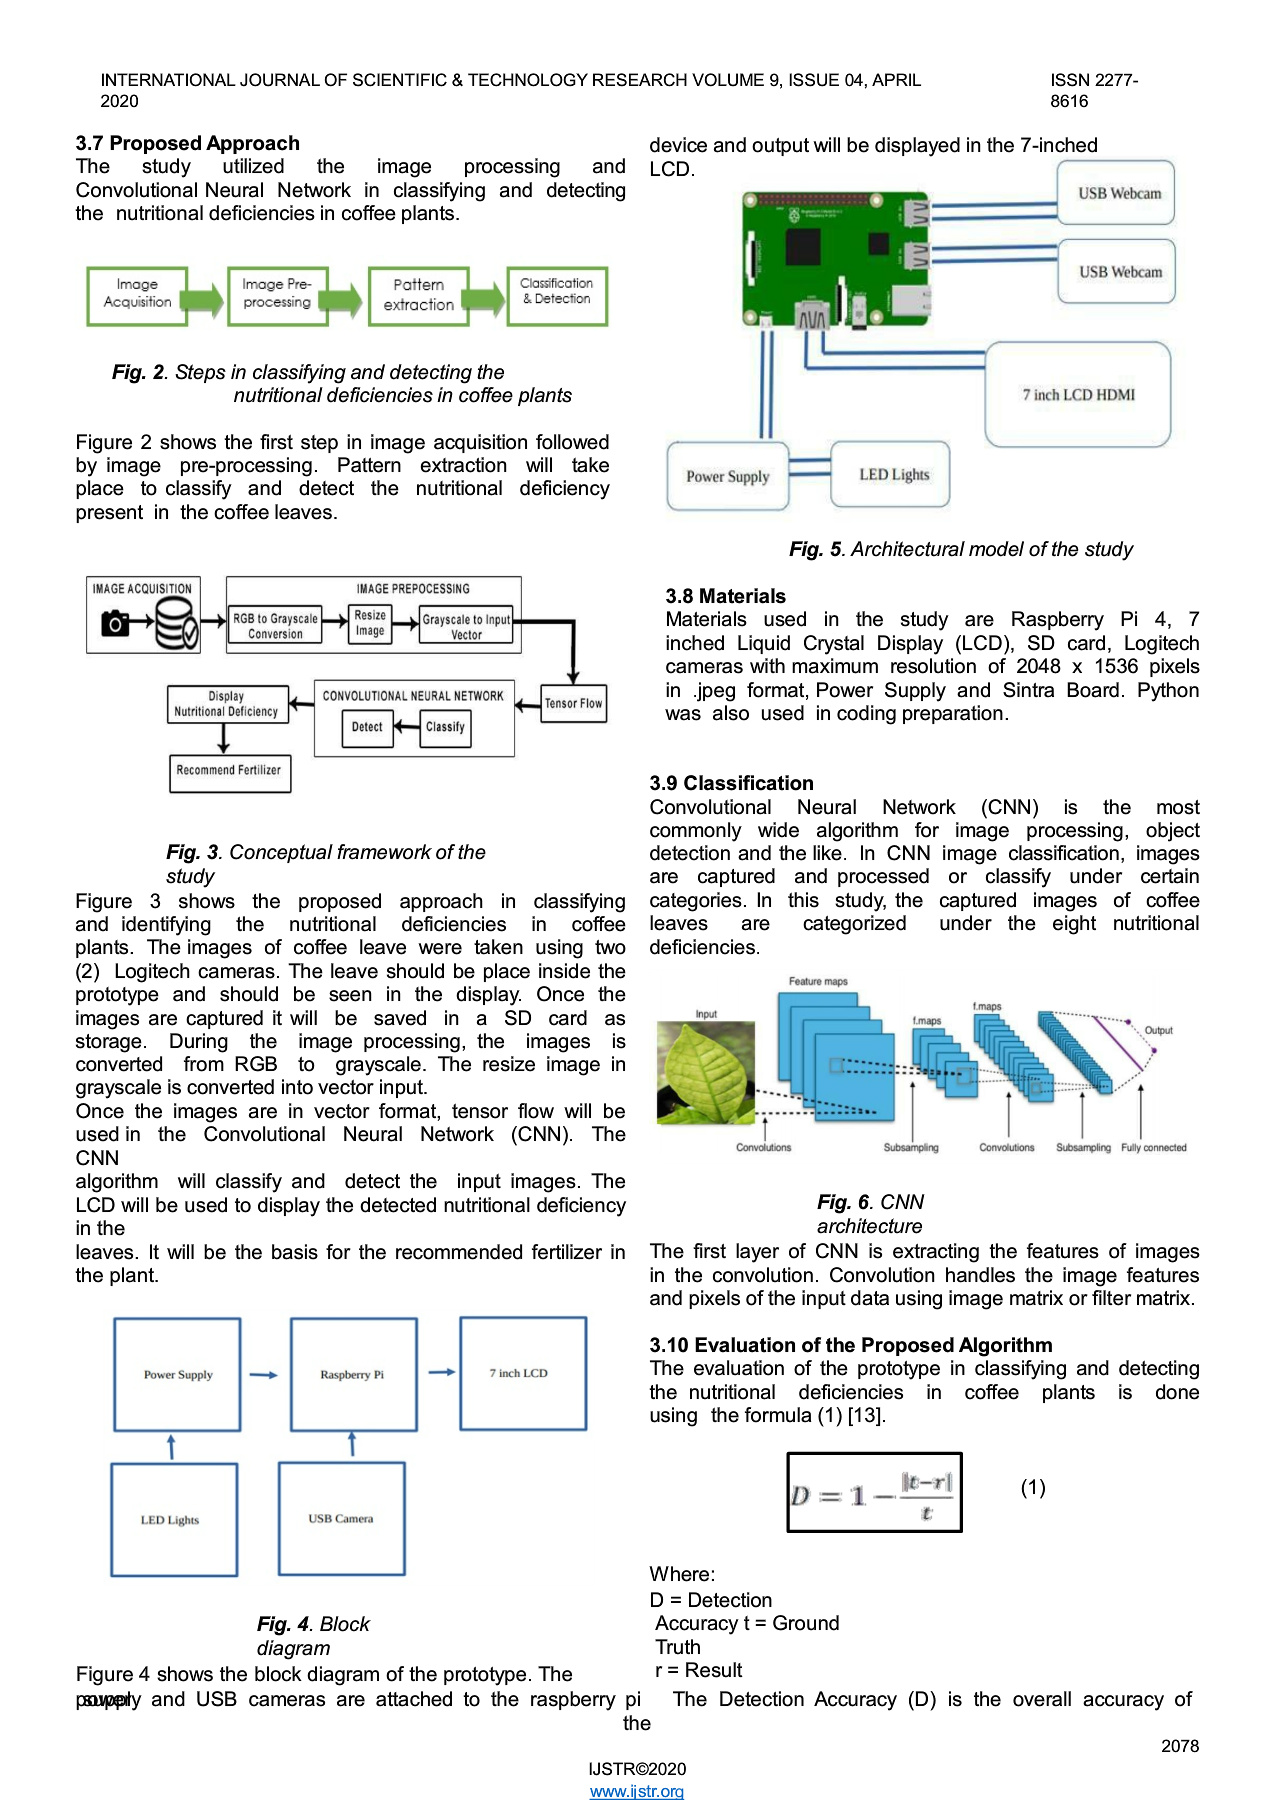 INTERNATIONAL JOURNAL OF SCIENTIFIC & TECHNOLOGY RESEARCH VOLUME 9, ISSUE 04, APRIL 2020
ISSN 2277-8616
3.7 Proposed Approach
The study utilized the image processing and
Convolutional Neural Network in classifying and detecting
the nutritional deficiencies in coffee plants.
Image
Acquisition
Image Pre-
processing
Pattern
extraction
Classification
& Detection
Fig. 2. Steps in classifying and detecting the
nutritional deficiencies in coffee plants
Figure 2 shows the first step in image acquisition followed
by image pre-processing. Pattern extraction will take
place to classify and detect the nutritional deficiency
present in the coffee leaves.
IMAGE ACQUISITION
IMAGE PREPOCESSING
RGB to Grayscale
Conversion
Resize
Image
Grayscale to Input
Vector
Display
Nutritional Deficiency
CONVOLUTIONAL NEURAL NETWORK
Detect
Classify
Tensor Flow
Recommend Fertilizer
Fig. 3. Conceptual framework of the
study
Figure 3 shows the proposed approach in classifying
and identifying the nutritional deficiencies in coffee
plants. The images of coffee leave were taken using two
(2) Logitech cameras. The leave should be place inside the
prototype and should be seen in the display. Once the
images are captured it will be saved in a SD card as
storage. During the image processing, the images is
converted from RGB to grayscale. The resize image in
grayscale is converted into vector input.
Once the images are in vector format, tensor flow will be
used in the Convolutional Neural Network (CNN). The
CNN
algorithm will classify and detect the input images. The
LCD will be used to display the detected nutritional deficiency
in the
leaves. It will be the basis for the recommended fertilizer in
the plant.
Power Supply
Raspberry Pi
7 inch LCD
LED Lights
USB Camera
Fig. 4. Block
diagram
Figure 4 shows the block diagram of the prototype. The
power
supply and USB cameras are attached to the raspberry pi
device and output will be displayed in the 7-inched
LCD.
USB Webcam
USB Webcam
7 inch LCD HDMI
Power Supply
LED Lights
Fig. 5. Architectural model of the study
3.8 Materials
Materials used in the study are Raspberry Pi 4, 7
inched Liquid Crystal Display (LCD), SD card, Logitech
cameras with maximum resolution of 2048 x 1536 pixels
in .jpeg format, Power Supply and Sintra Board. Python
was also used in coding preparation.
3.9 Classification
Convolutional Neural Network (CNN) is the most
commonly wide algorithm for image processing, object
detection and the like. In CNN image classification, images
are captured and processed or classify under certain
categories. In this study, the captured images of coffee
leaves are categorized under the eight nutritional
deficiencies.
Input
Feature maps
f.maps
f.maps
Output
Convolutions
Subsampling
Convolutions
Subsampling
Fully connected
Fig. 6. CNN
architecture
The first layer of CNN is extracting the features of images
in the convolution. Convolution handles the image features
and pixels of the input data using image matrix or filter matrix.
3.10 Evaluation of the Proposed Algorithm
The evaluation of the prototype in classifying and detecting
the nutritional deficiencies in coffee plants is done
using the formula (1) [13].
D = 1 − |t−r| / t
(1)
Where:
D = Detection
Accuracy t = Ground
Truth
r = Result
The Detection Accuracy (D) is the overall accuracy of
the
2078
IJSTR©2020
www.ijstr.org